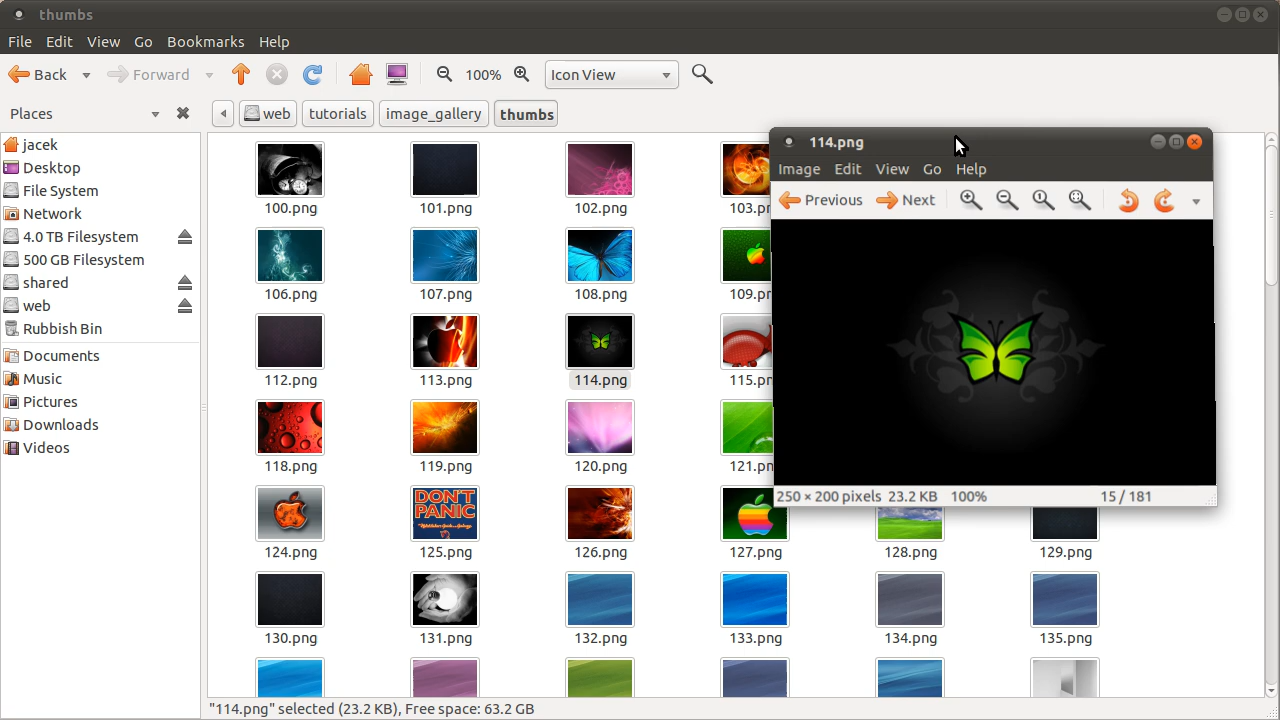 thumbs
File Edit View Go Bookmarks Help
Back Forward 100% Icon View
Places
web tutorials image_gallery thumbs
jacek
Desktop
File System
Network
4.0 TB Filesystem
500 GB Filesystem
shared
web
Rubbish Bin
Documents
Music
Pictures
Downloads
Videos
100.png 101.png 102.png 103.p
106.png 107.png 108.png 109.pr
112.png 113.png 114.png 115.p
118.png 119.png 120.png 121.p
DON'T
PANIC
124.png 125.png 126.png 127.png 128.png 129.png
130.png 131.png 132.png 133.png 134.png 135.png
114.png
Image Edit View Go Help
Previous Next
250 × 200 pixels 23.2 KB 100% 15 / 181
"114.png" selected (23.2 KB), Free space: 63.2 GB